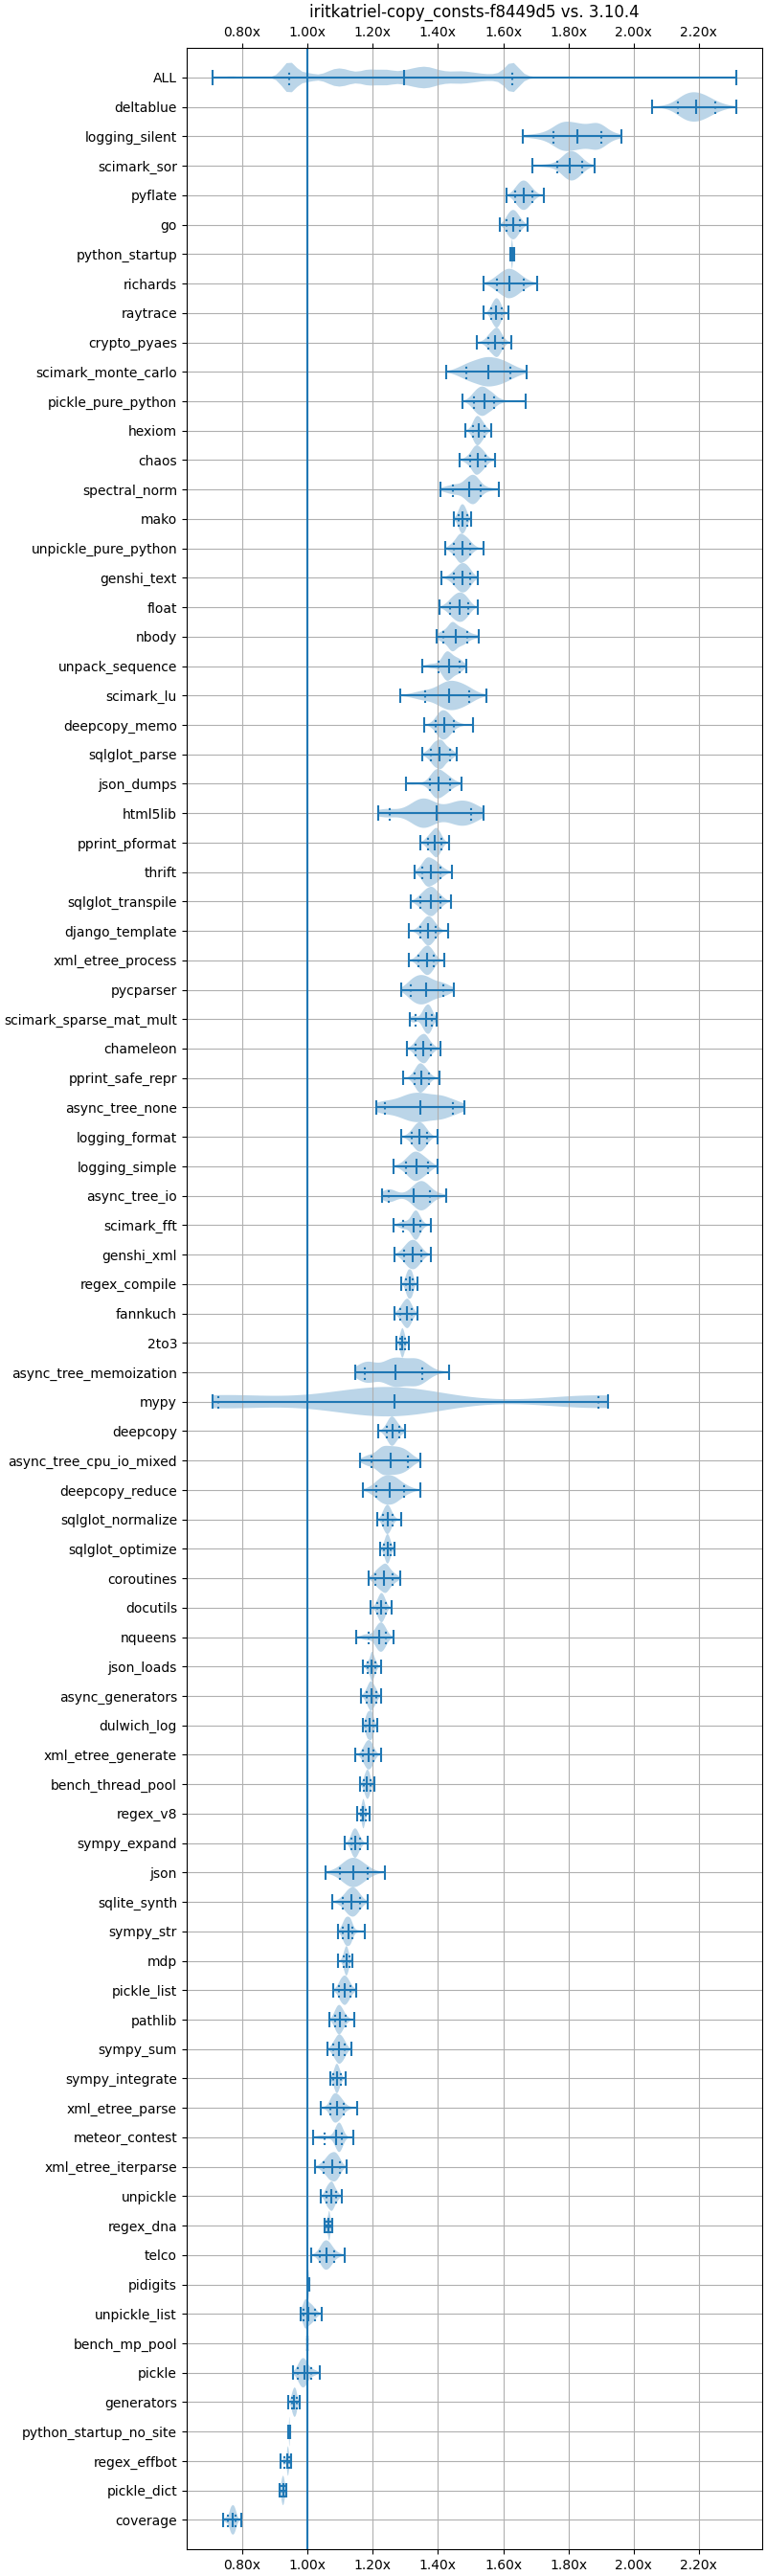 iritkatriel-copy_consts-f8449d5 vs. 3.10.4
0.80x 1.00x 1.20x 1.40x 1.60x 1.80x 2.00x 2.20x
ALL
deltablue
logging_silent
scimark_sor
pyflate
go
python_startup
richards
raytrace
crypto_pyaes
scimark_monte_carlo
pickle_pure_python
hexiom
chaos
spectral_norm
mako
unpickle_pure_python
genshi_text
float
nbody
unpack_sequence
scimark_lu
deepcopy_memo
sqlglot_parse
json_dumps
html5lib
pprint_pformat
thrift
sqlglot_transpile
django_template
xml_etree_process
pycparser
scimark_sparse_mat_mult
chameleon
pprint_safe_repr
async_tree_none
logging_format
logging_simple
async_tree_io
scimark_fft
genshi_xml
regex_compile
fannkuch
2to3
async_tree_memoization
mypy
deepcopy
async_tree_cpu_io_mixed
deepcopy_reduce
sqlglot_normalize
sqlglot_optimize
coroutines
docutils
nqueens
json_loads
async_generators
dulwich_log
xml_etree_generate
bench_thread_pool
regex_v8
sympy_expand
json
sqlite_synth
sympy_str
mdp
pickle_list
pathlib
sympy_sum
sympy_integrate
xml_etree_parse
meteor_contest
xml_etree_iterparse
unpickle
regex_dna
telco
pidigits
unpickle_list
bench_mp_pool
pickle
generators
python_startup_no_site
regex_effbot
pickle_dict
coverage
0.80x 1.00x 1.20x 1.40x 1.60x 1.80x 2.00x 2.20x